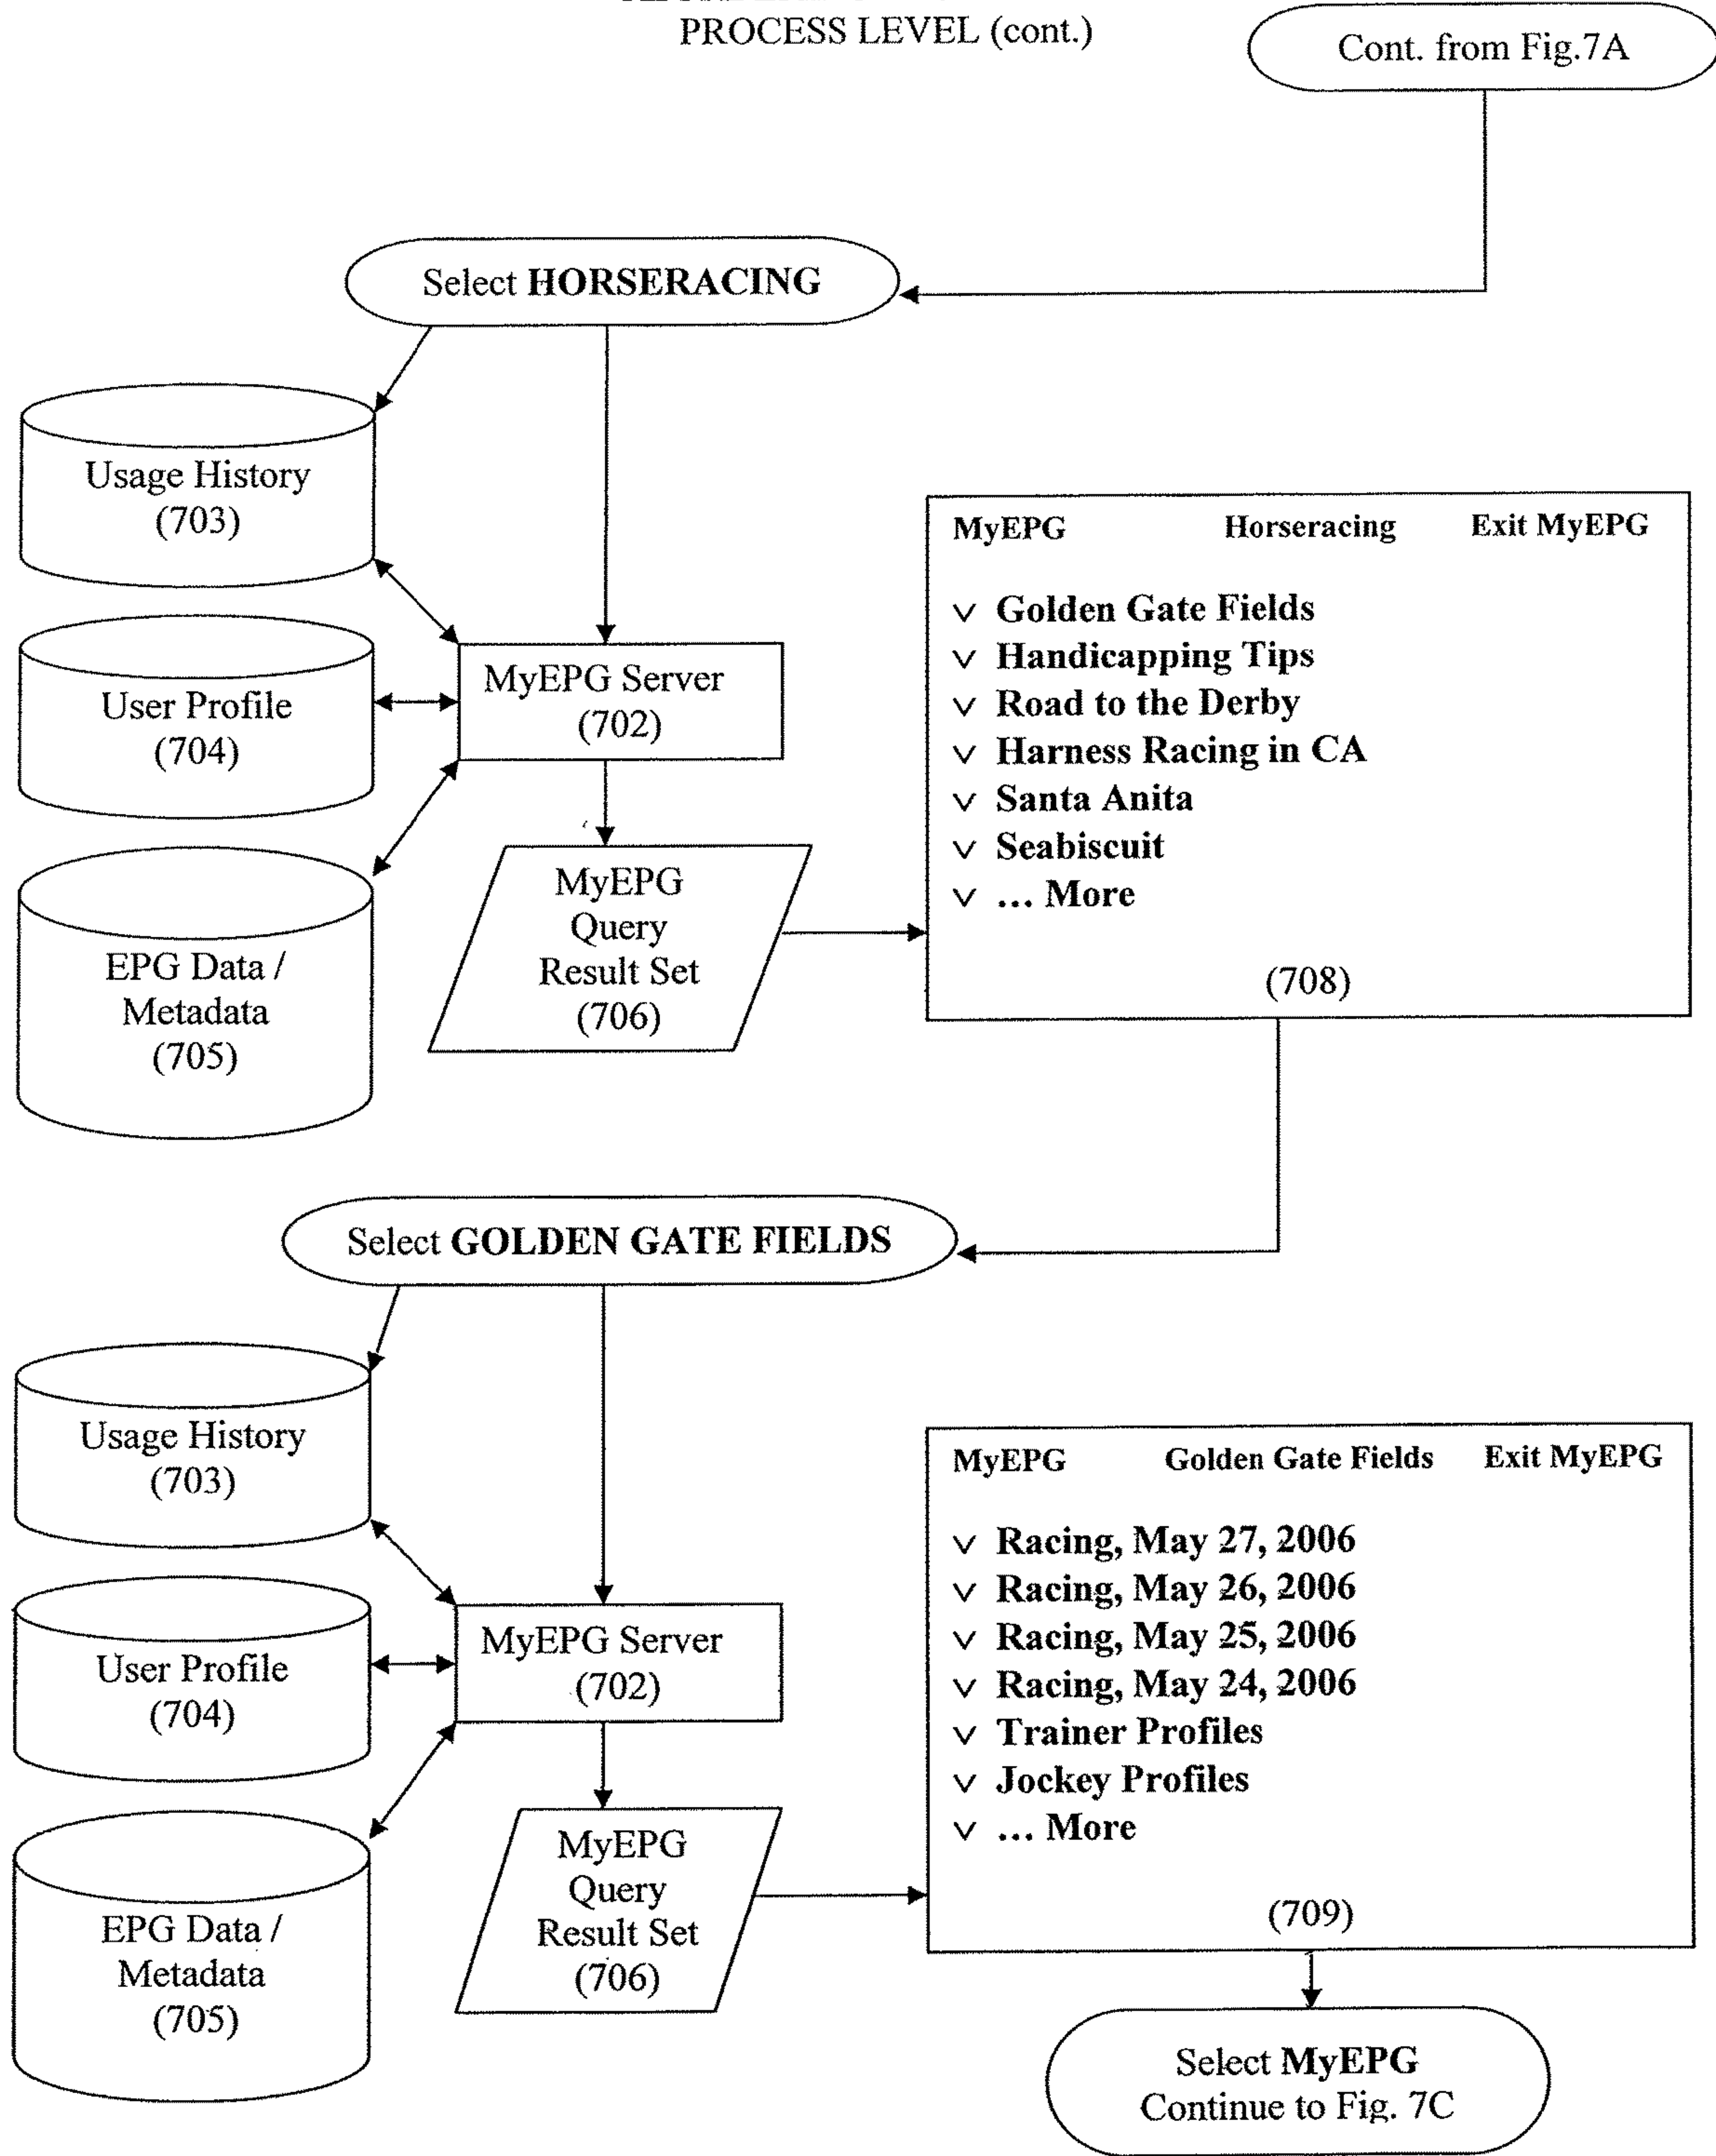 PROCESS LEVEL (cont.)
Cont. from Fig.7A
Select HORSERACING
Usage History
(703)
User Profile
(704)
EPG Data /
Metadata
(705)
MyEPG Server
(702)
MyEPG
Query
Result Set
(706)
MyEPG Horseracing Exit MyEPG
v Golden Gate Fields
v Handicapping Tips
v Road to the Derby
v Harness Racing in CA
v Santa Anita
v Seabiscuit
v ... More
(708)
Select GOLDEN GATE FIELDS
Usage History
(703)
User Profile
(704)
EPG Data /
Metadata
(705)
MyEPG Server
(702)
MyEPG
Query
Result Set
(706)
MyEPG Golden Gate Fields Exit MyEPG
v Racing, May 27, 2006
v Racing, May 26, 2006
v Racing, May 25, 2006
v Racing, May 24, 2006
v Trainer Profiles
v Jockey Profiles
v ... More
(709)
Select MyEPG
Continue to Fig. 7C